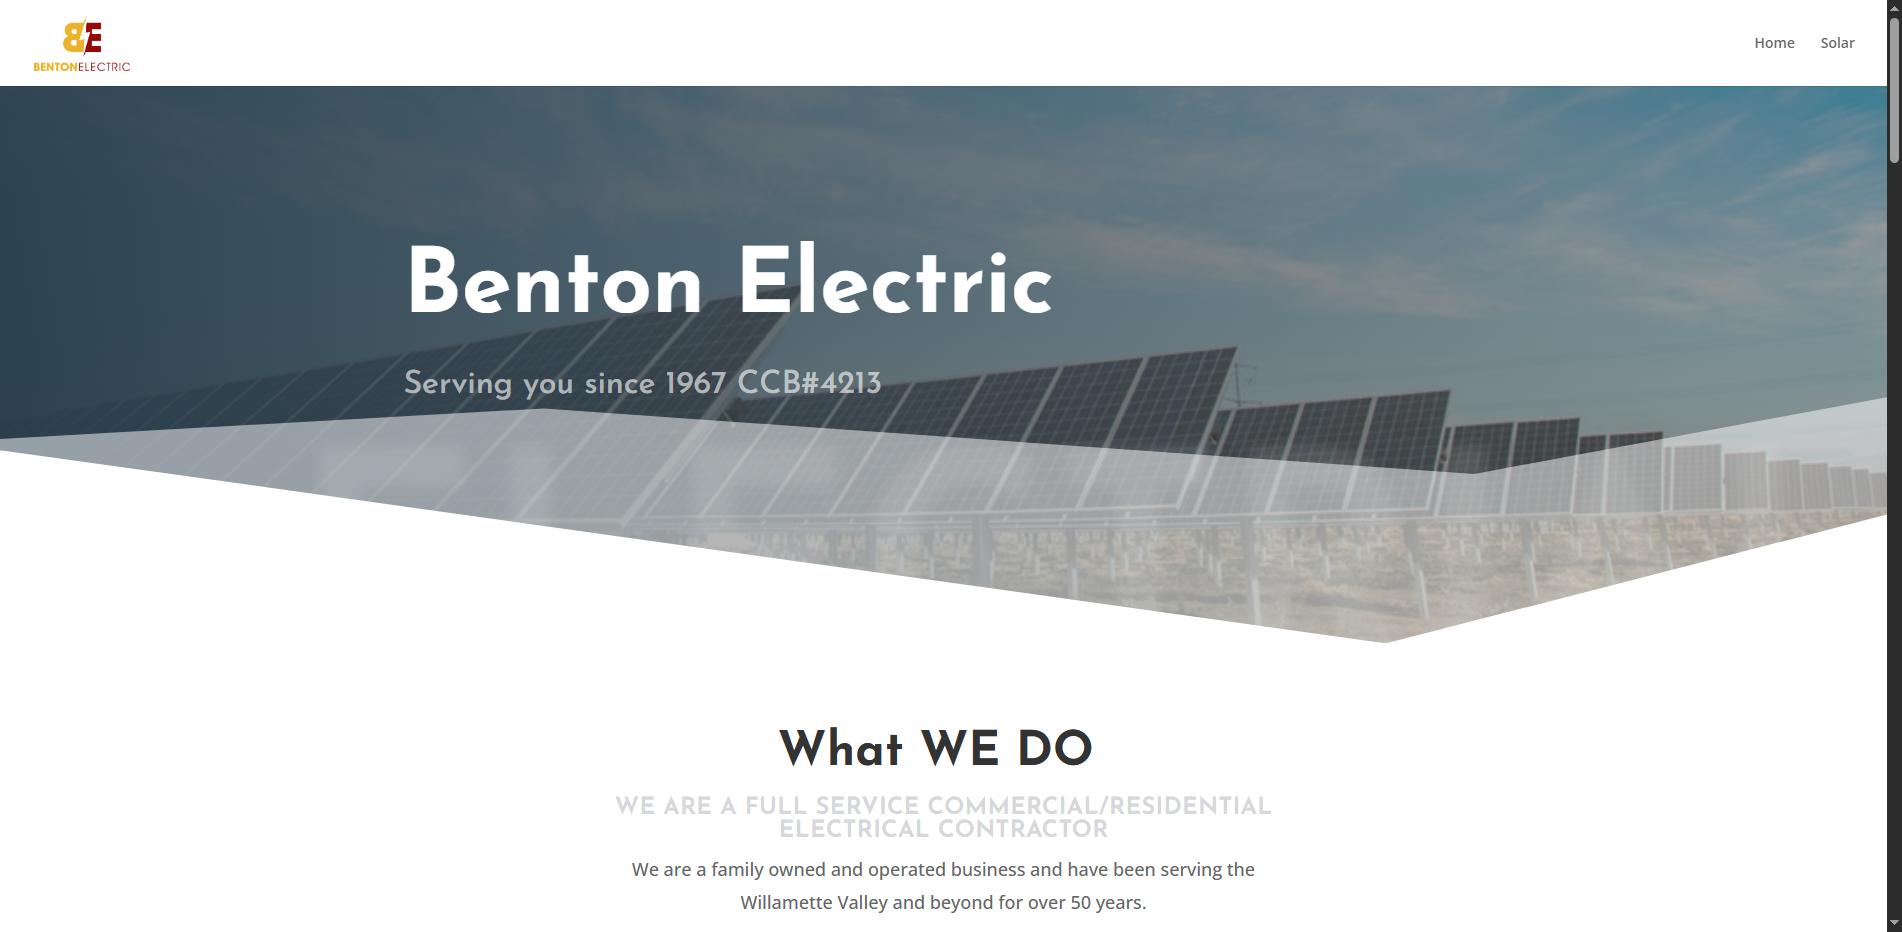 BE
BENTONELECTRIC
Home
Solar
Benton Electric
Serving you since 1967 CCB#4213
What WE DO
WE ARE A FULL SERVICE COMMERCIAL/RESIDENTIAL
ELECTRICAL CONTRACTOR
We are a family owned and operated business and have been serving the
Willamette Valley and beyond for over 50 years.